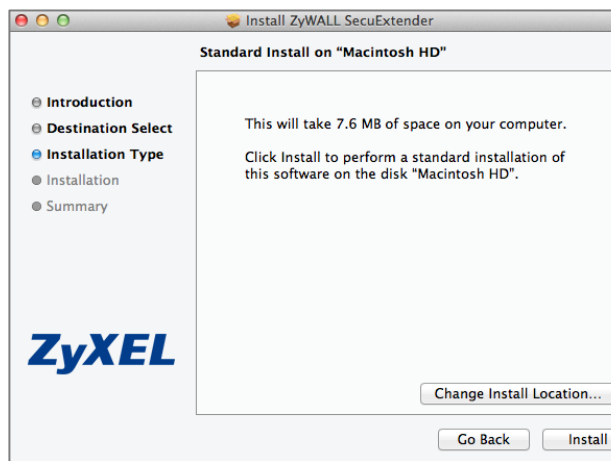 Install ZyWALL SecuExtender
Standard Install on “Macintosh HD”
Introduction
Destination Select
Installation Type
Installation
Summary
This will take 7.6 MB of space on your computer.
Click Install to perform a standard installation of
this software on the disk “Macintosh HD”.
ZyXEL
Change Install Location...
Go Back
Install